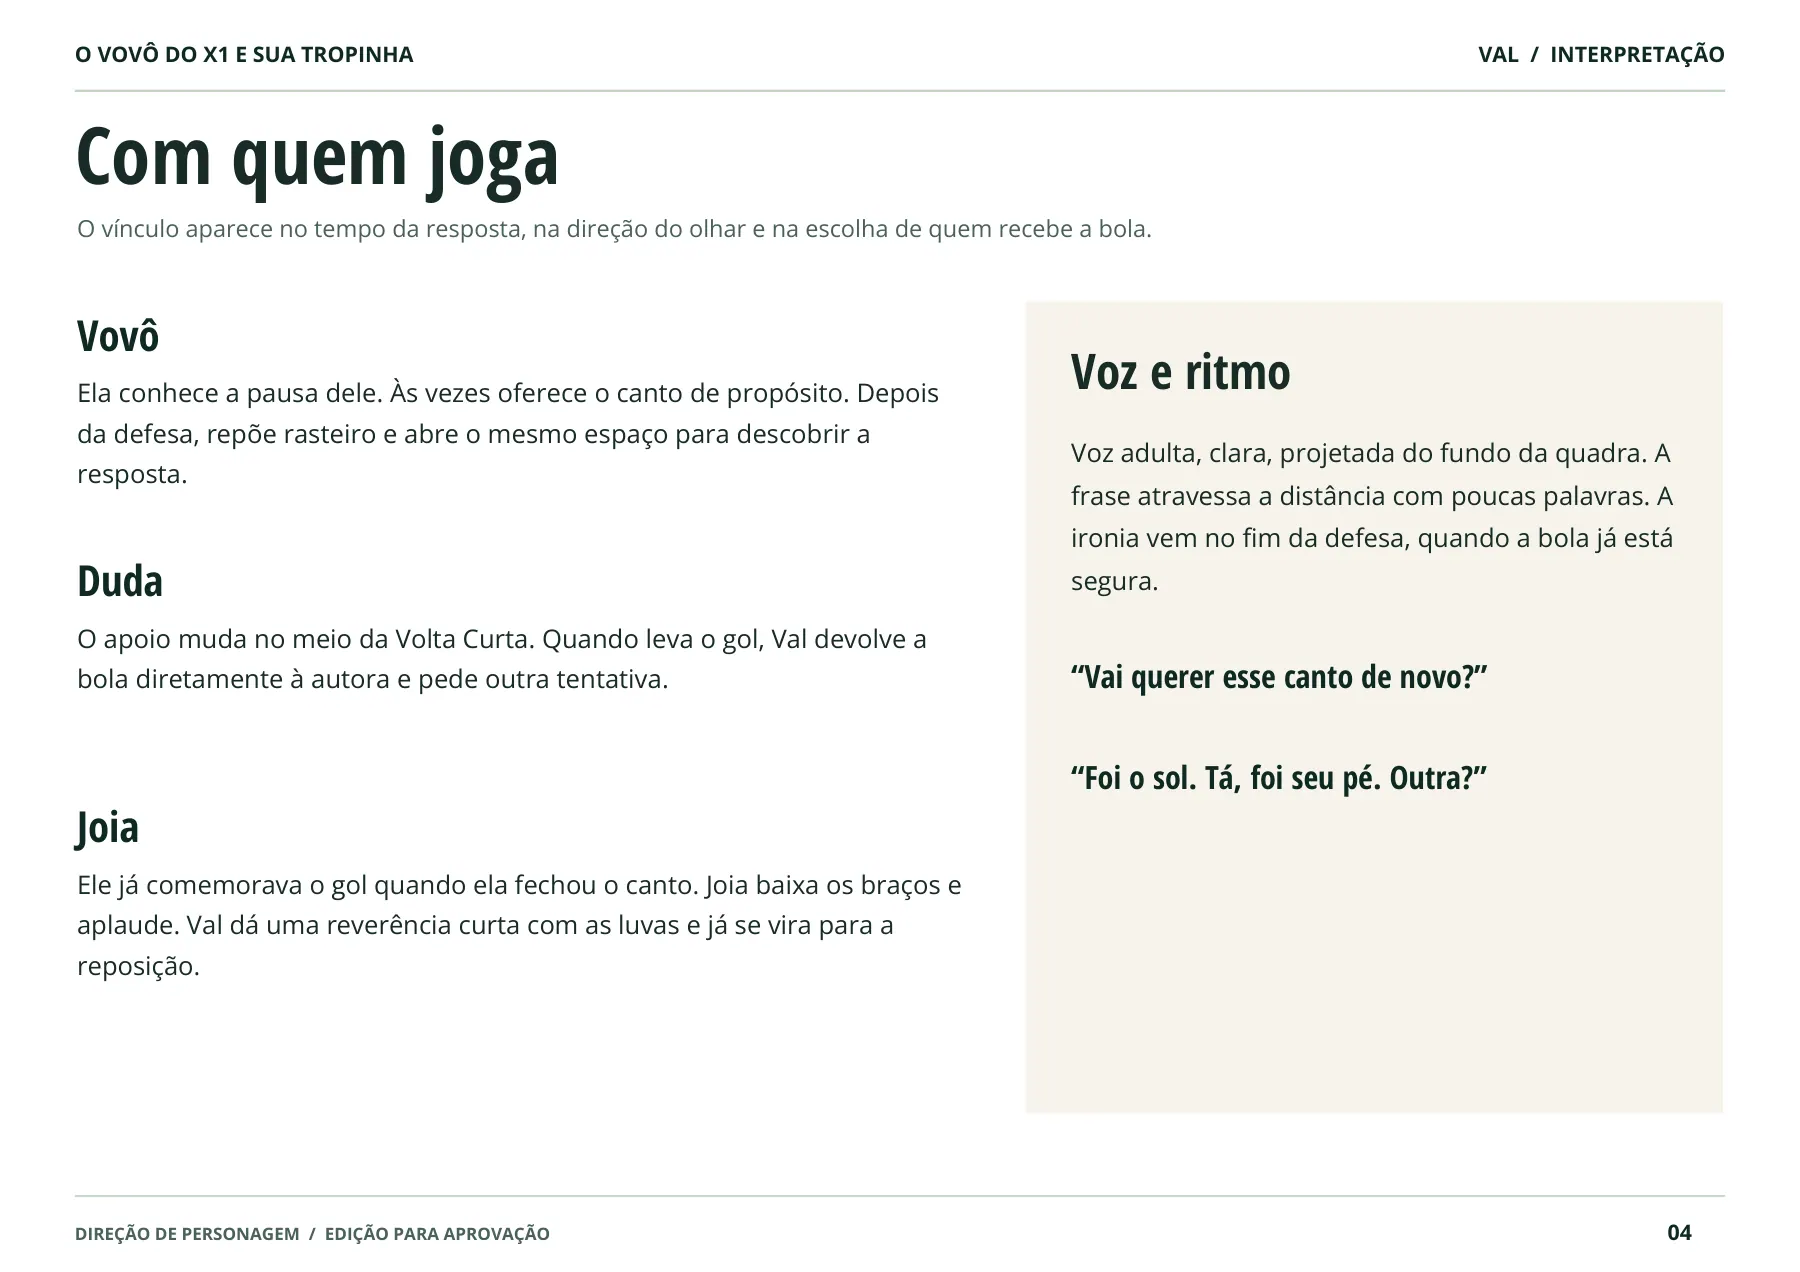 O VOVÔ DO X1 E SUA TROPINHA
VAL / INTERPRETAÇÃO
Com quem joga
O vínculo aparece no tempo da resposta, na direção do olhar e na escolha de quem recebe a bola.
Vovô
Ela conhece a pausa dele. Às vezes oferece o canto de propósito. Depois
da defesa, repõe rasteiro e abre o mesmo espaço para descobrir a
resposta.
Duda
O apoio muda no meio da Volta Curta. Quando leva o gol, Val devolve a
bola diretamente à autora e pede outra tentativa.
Joia
Ele já comemorava o gol quando ela fechou o canto. Joia baixa os braços e
aplaude. Val dá uma reverência curta com as luvas e já se vira para a
reposição.
Voz e ritmo
Voz adulta, clara, projetada do fundo da quadra. A
frase atravessa a distância com poucas palavras. A
ironia vem no fim da defesa, quando a bola já está
segura.
“Vai querer esse canto de novo?”
“Foi o sol. Tá, foi seu pé. Outra?”
DIREÇÃO DE PERSONAGEM / EDIÇÃO PARA APROVAÇÃO
04